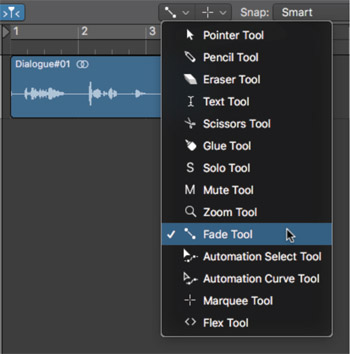 Snap: Smart
1 2 3
Dialogue#01
Pointer Tool
Pencil Tool
Eraser Tool
Text Tool
Scissors Tool
Glue Tool
S Solo Tool
M Mute Tool
Zoom Tool
Fade Tool
Automation Select Tool
Automation Curve Tool
Marquee Tool
Flex Tool